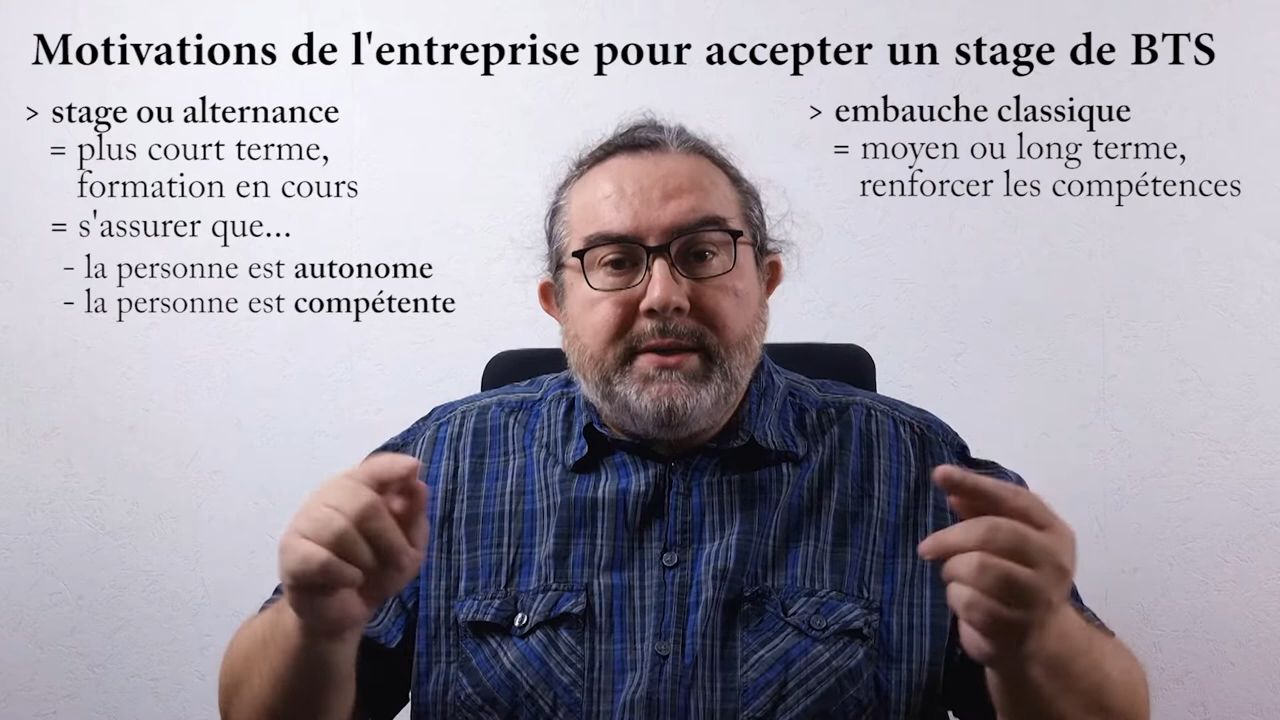 Motivations de l'entreprise pour accepter un stage de BTS
> stage ou alternance
= plus court terme,
formation en cours
= s'assurer que...
- la personne est autonome
- la personne est compétente
> embauche classique
= moyen ou long terme,
renforcer les compétences